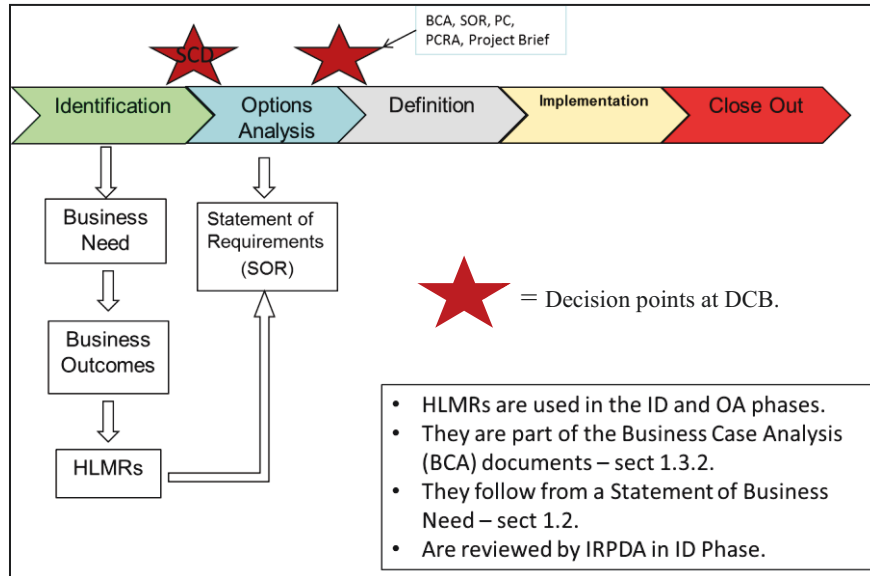 BCA, SOR, PC,
PCRA, Project Brief
SCD
Identification
Options
Analysis
Definition
Implementation
Close Out
Business
Need
Statement of
Requirements
(SOR)
Business
Outcomes
HLMRs
= Decision points at DCB.
• HLMRs are used in the ID and OA phases.
• They are part of the Business Case Analysis
(BCA) documents – sect 1.3.2.
• They follow from a Statement of Business
Need – sect 1.2.
• Are reviewed by IRPDA in ID Phase.